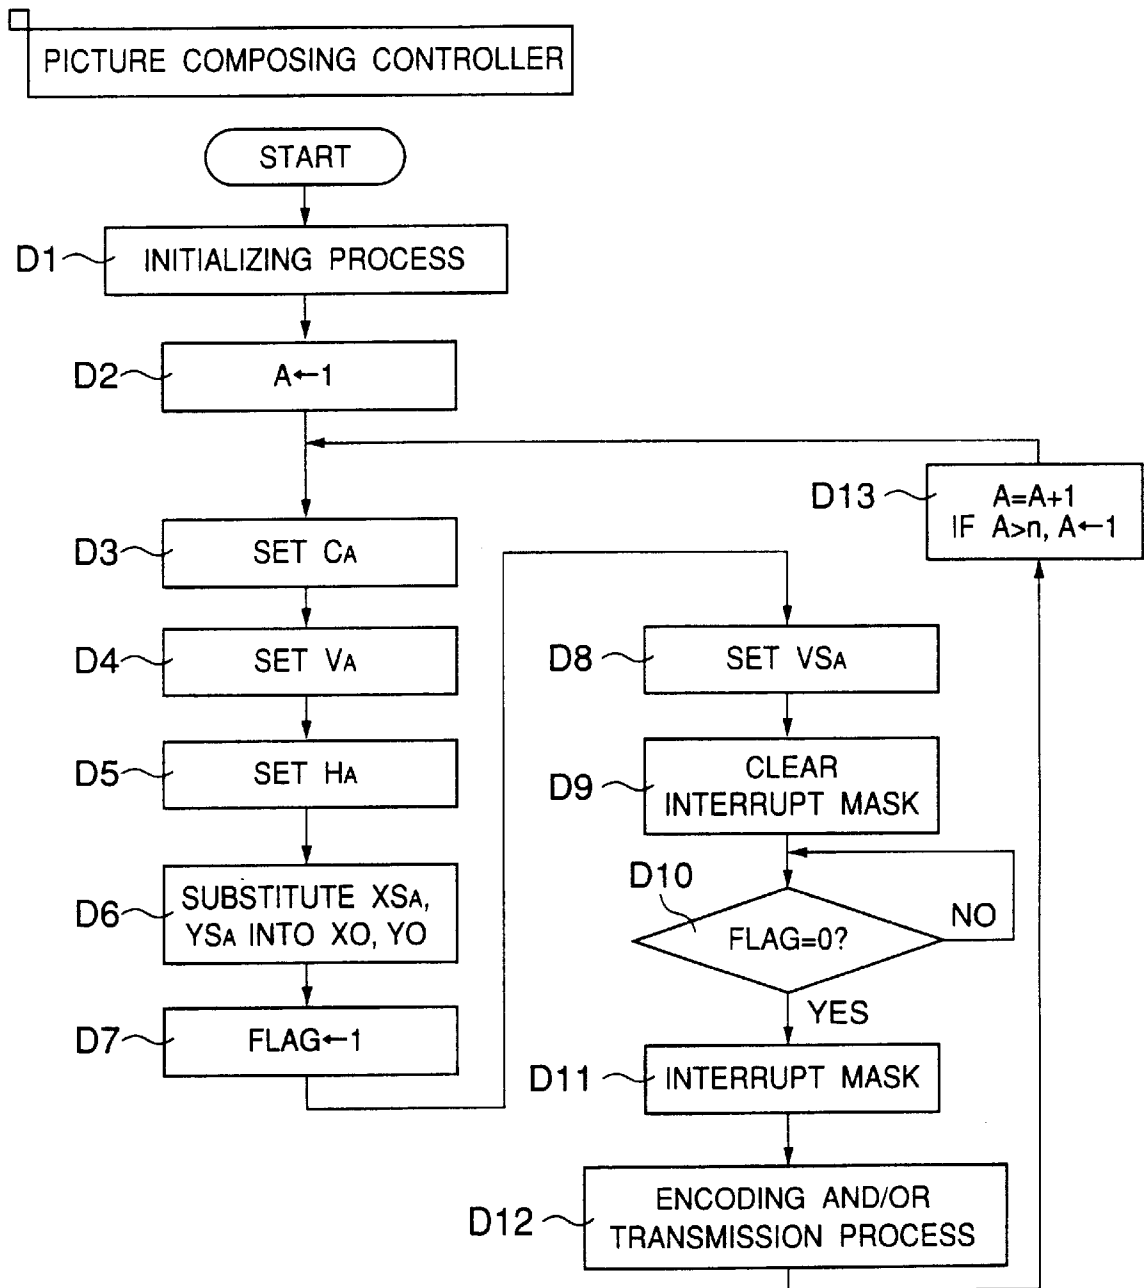 PICTURE COMPOSING CONTROLLER
START
D1
INITIALIZING PROCESS
D2
A←1
D3
SET CA
D4
SET VA
D5
SET HA
D6
SUBSTITUTE XSA,
YSA INTO XO, YO
D7
FLAG←1
D8
SET VSA
D9
CLEAR
INTERRUPT MASK
D10
FLAG=0?
NO
YES
D11
INTERRUPT MASK
D12
ENCODING AND/OR
TRANSMISSION PROCESS
D13
A=A+1
IF A>n, A←1